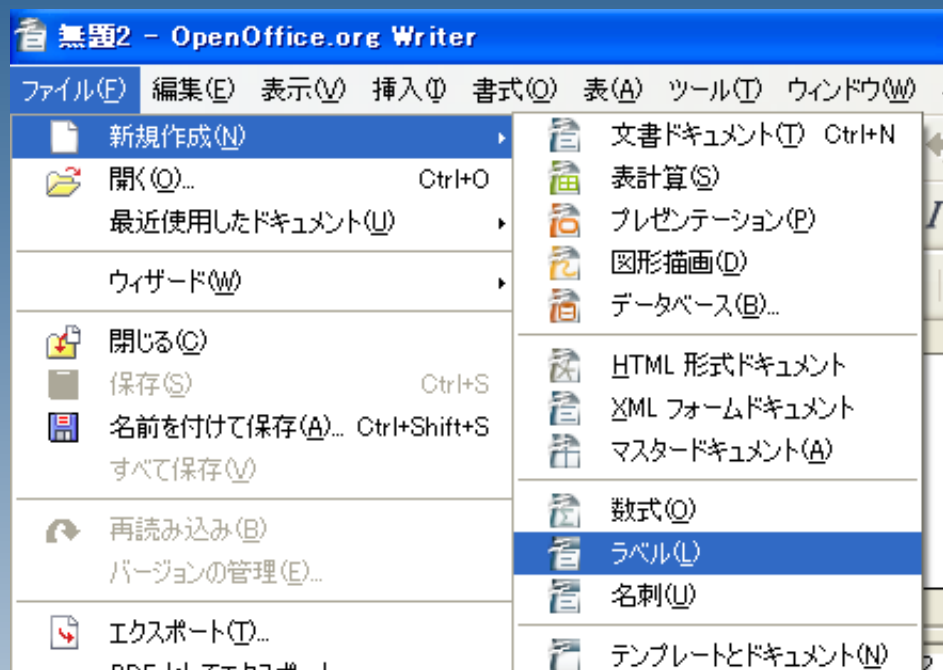 無題2 - OpenOffice.org Writer
ファイル(F) 編集(E) 表示(V) 挿入(I) 書式(O) 表(A) ツール(T) ウィンドウ(W)
新規作成(N)
開く(O)... Ctrl+O
最近使用したドキュメント(U)
ウィザード(W)
閉じる(C)
保存(S) Ctrl+S
名前を付けて保存(A)... Ctrl+Shift+S
すべて保存(V)
再読み込み(B)
バージョンの管理(E)...
エクスポート(T)...
文書ドキュメント(T) Ctrl+N
表計算(S)
プレゼンテーション(P)
図形描画(D)
データベース(B)...
HTML 形式ドキュメント
XML フォームドキュメント
マスタードキュメント(A)
数式(O)
ラベル(L)
名刺(U)
テンプレートとドキュメント(N)